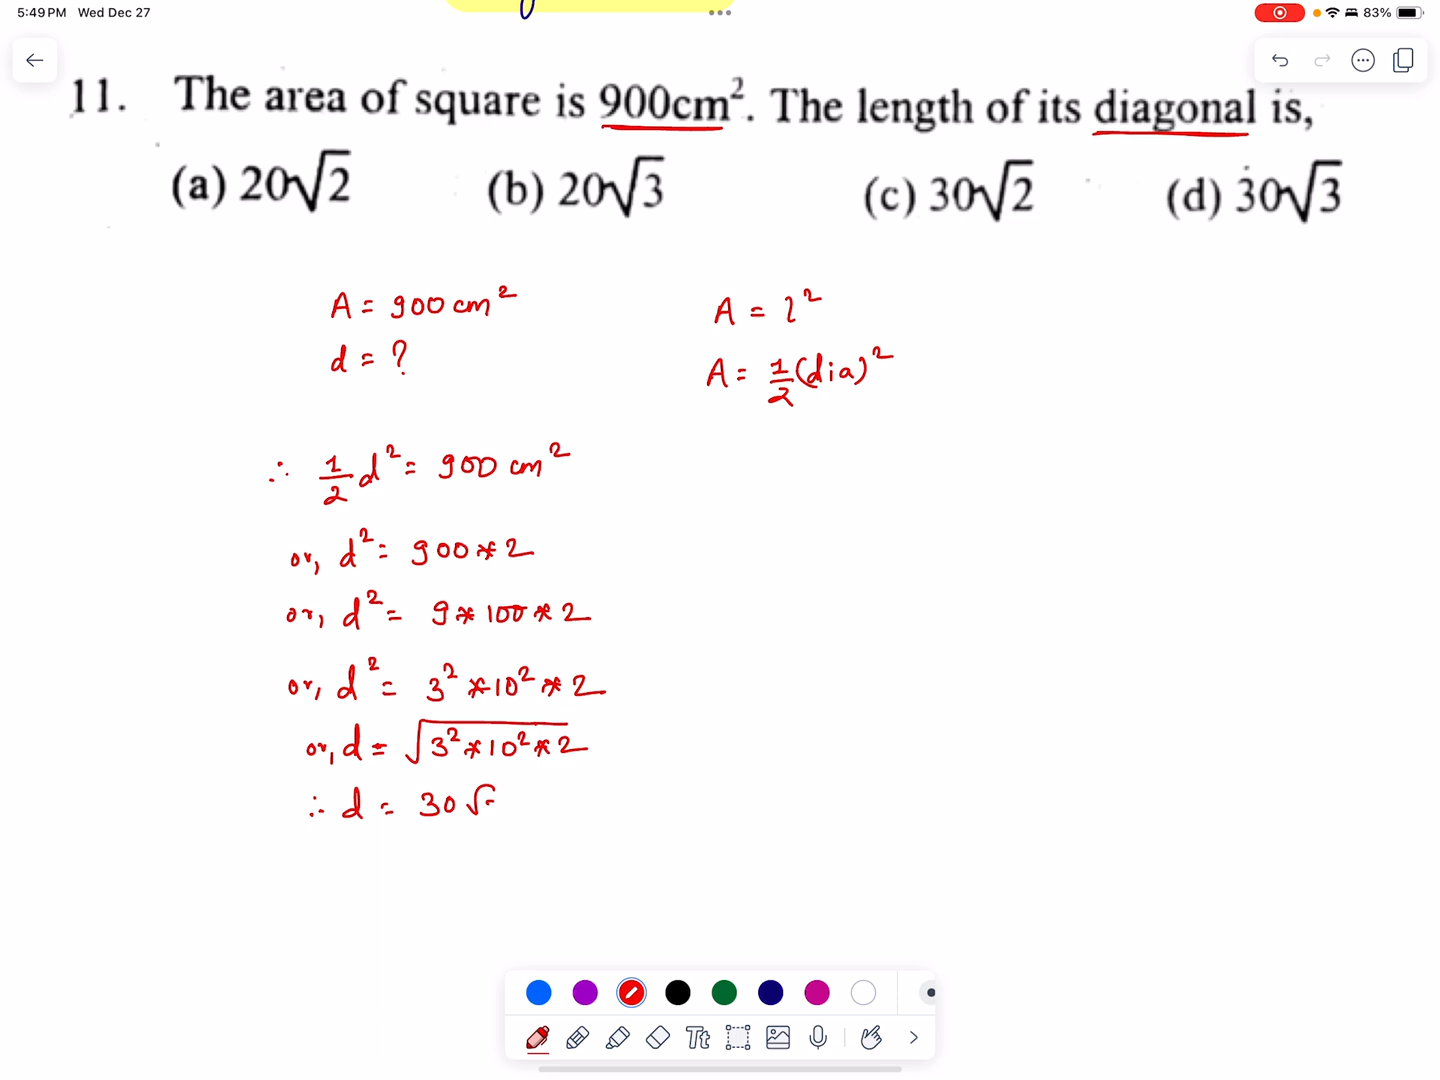 5:49 PM Wed Dec 27
83%
11. The area of square is 900cm². The length of its diagonal is,
(a) 20√2 (b) 20√3 (c) 30√2 (d) 30√3
A = 900 cm²
d = ?
A = l²
A = 1/2 (dia)²
∴ 1/2 d² = 900 cm²
or, d² = 900 * 2
or, d² = 9 * 100 * 2
or, d² = 3² * 10² * 2
or, d = √3² * 10² * 2
∴ d = 30 √
Tt